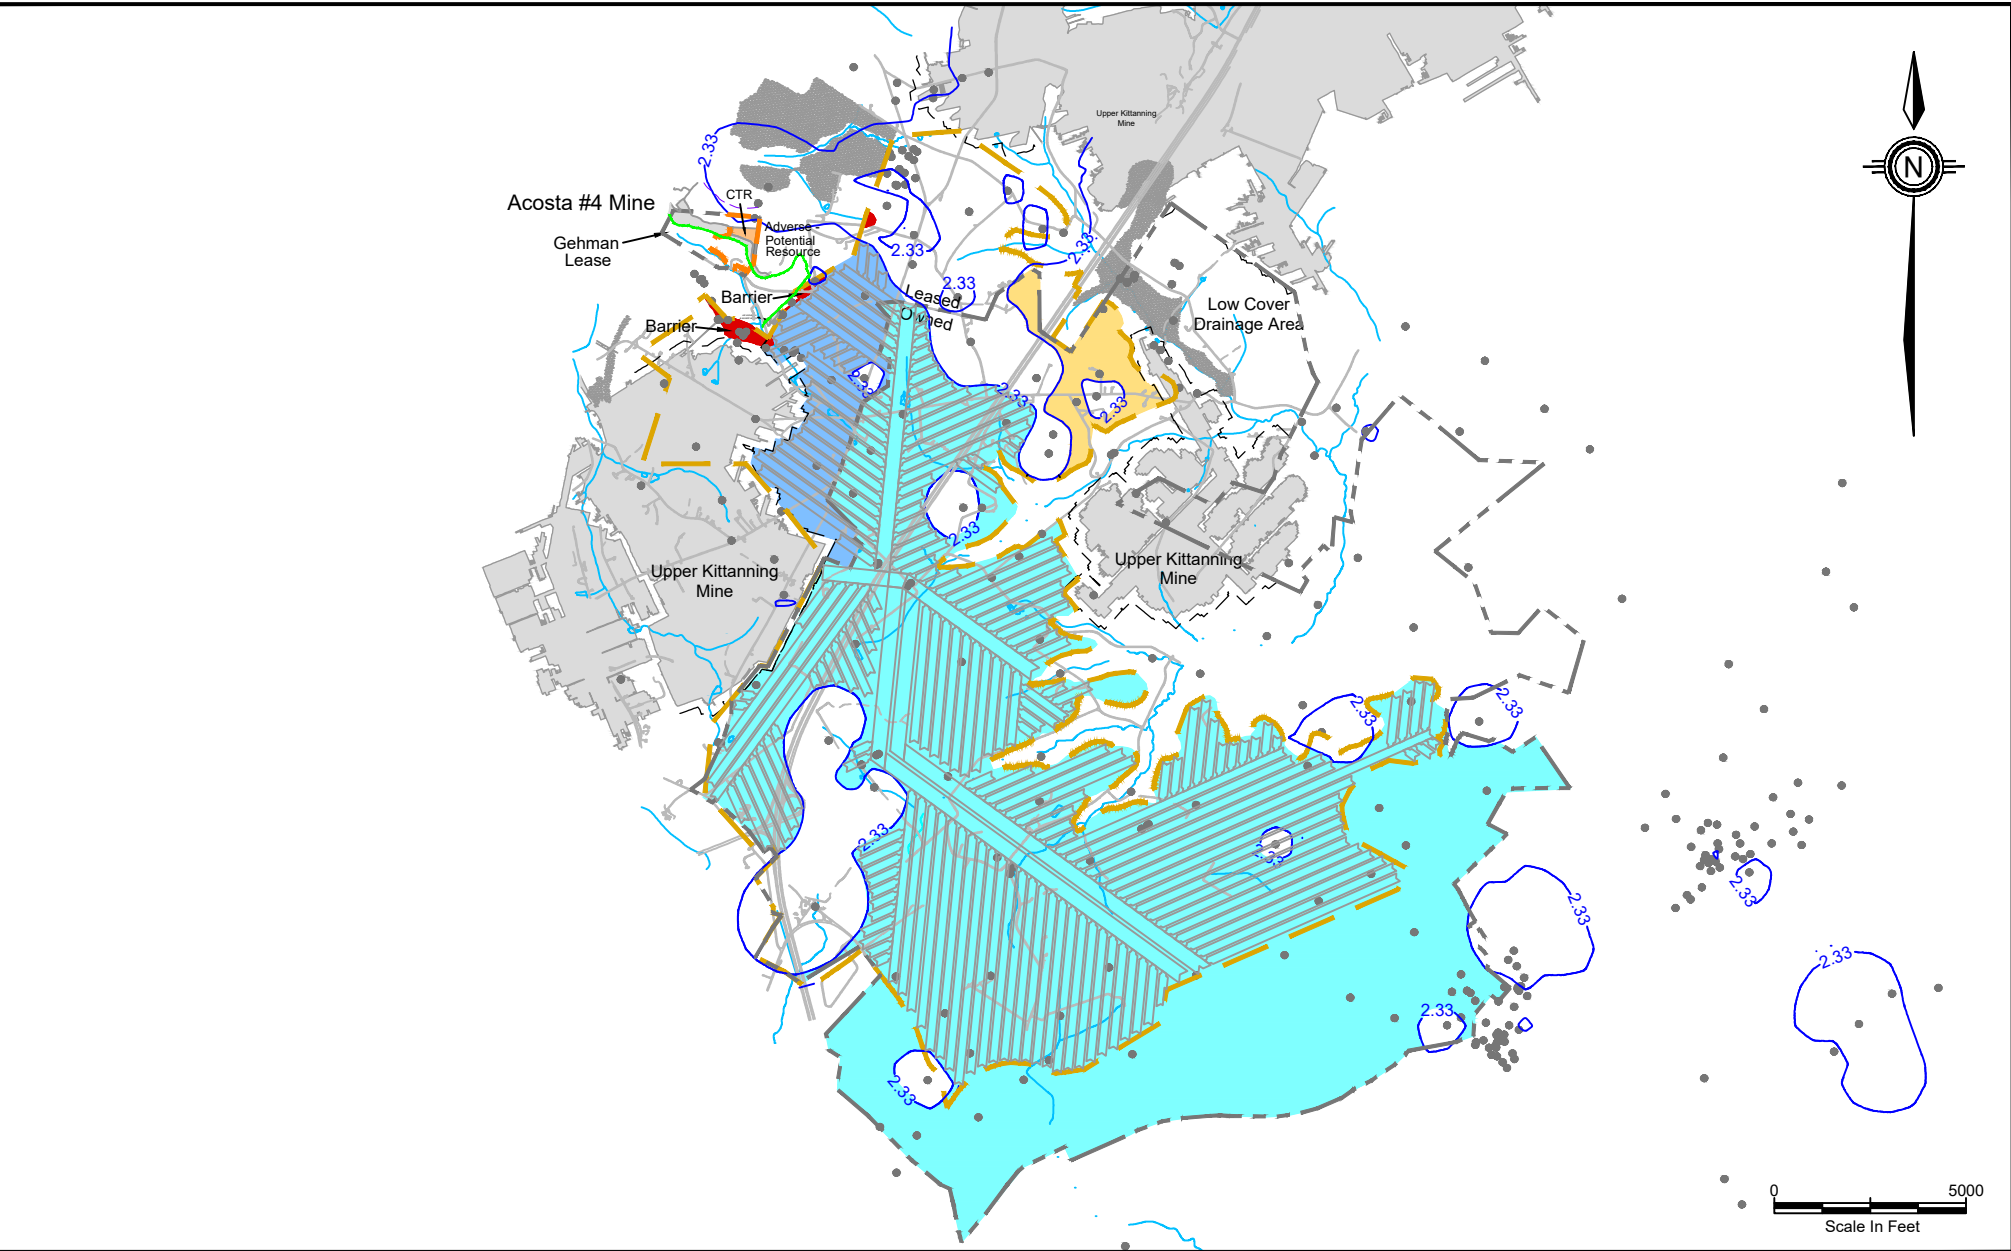 Upper Kittanning
Mine
2.33
N
CTR
Acosta #4 Mine
Adverse -
Potential
Resource
Gehman
Lease
2.33
2.33
2.33
Leased
Owned
Barrier
Barrier
Low Cover
Drainage Area
2.33
2.33
2.33
2.33
Upper Kittanning
Mine
Upper Kittanning
Mine
2.33
2.33
2.33
2.33
2.33
2.33
2.33
2.33
2.33
0 5000
Scale In Feet